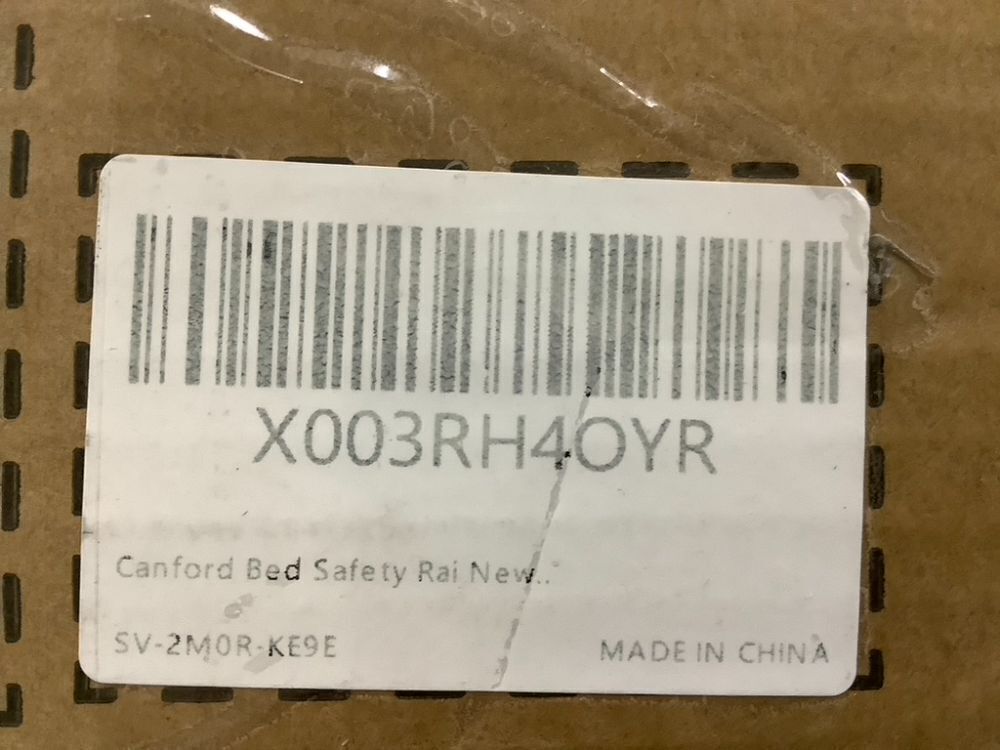 X003RH4OYR
Canford Bed Safety Rai New..
SV-2M0R-KE9E
MADE IN CHINA